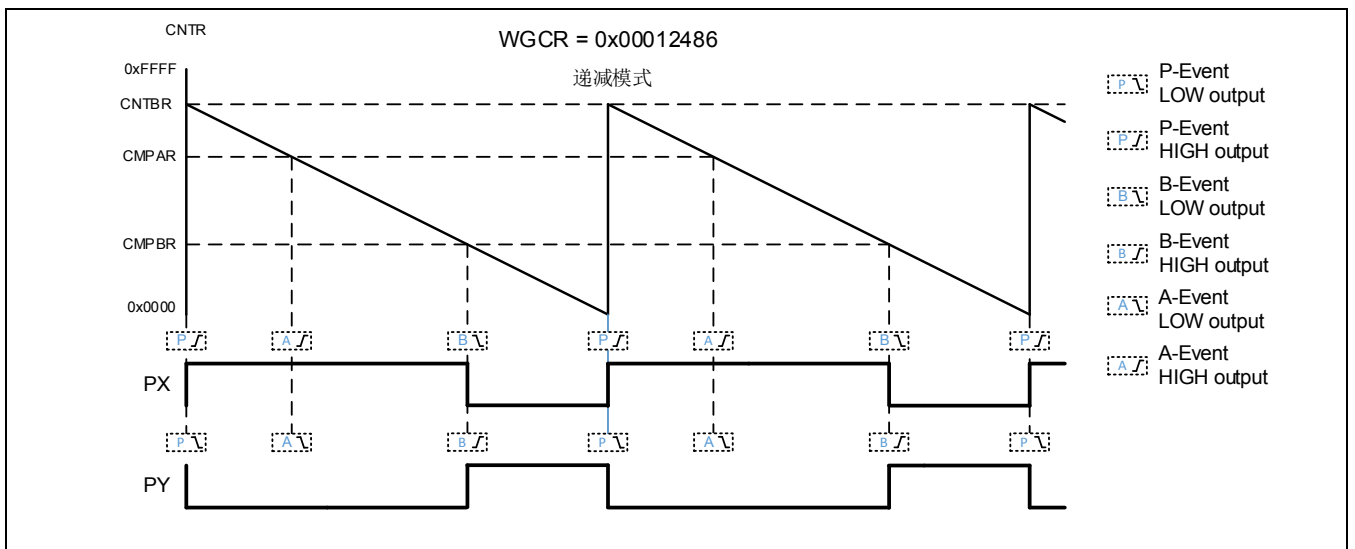 CNTR
WGCR = 0x00012486
递减模式
0xFFFF
CNTBR
CMPAR
CMPBR
0x0000
P A B P A B P
PX
P A B P A B P
PY
P P-Event
LOW output
P P-Event
HIGH output
B B-Event
LOW output
B B-Event
HIGH output
A A-Event
LOW output
A A-Event
HIGH output